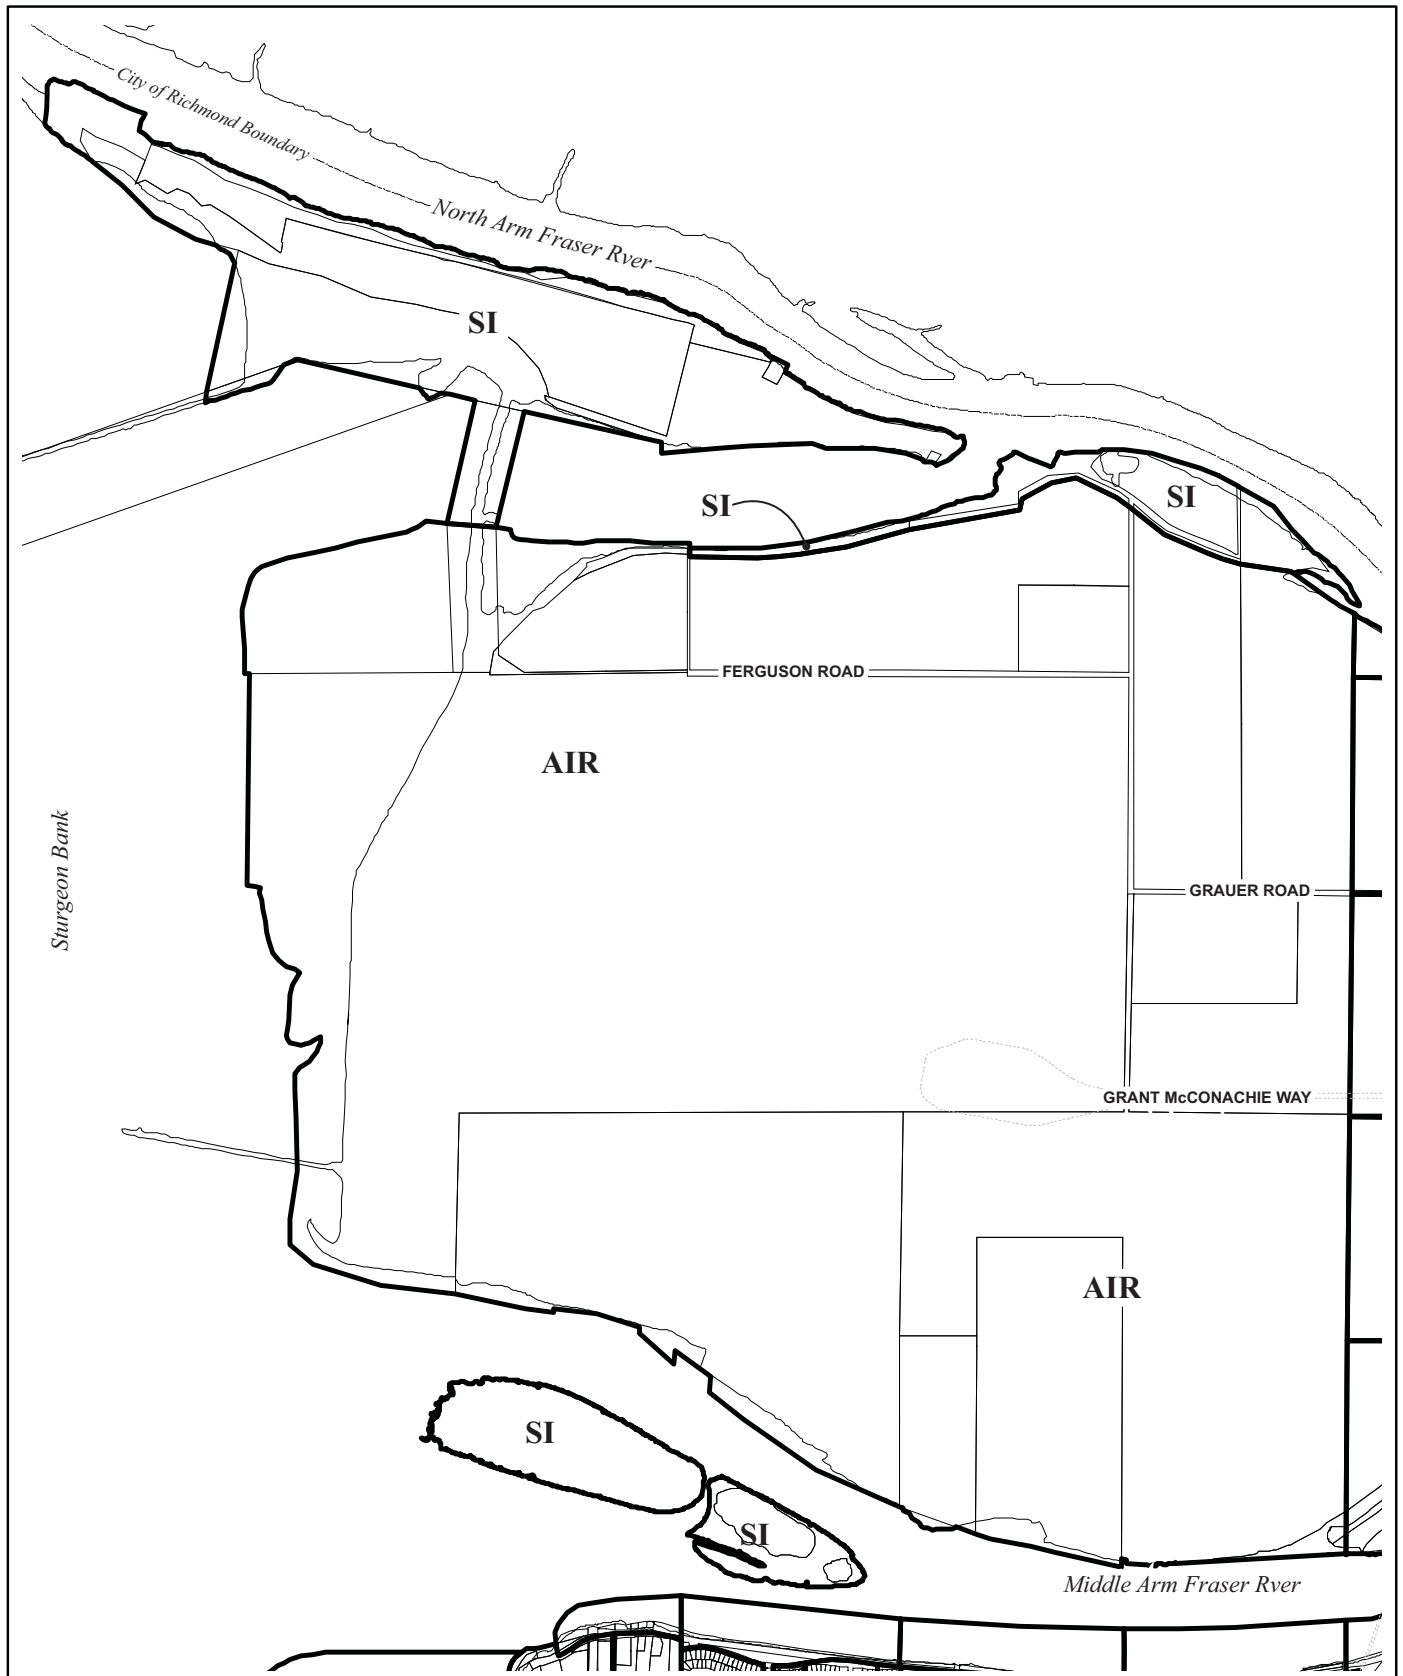 City of Richmond Boundary
North Arm Fraser Rver
SI
SI
SI
FERGUSON ROAD
AIR
Sturgeon Bank
GRAUER ROAD
GRANT McCONACHIE WAY
AIR
SI
SI
Middle Arm Fraser Rver